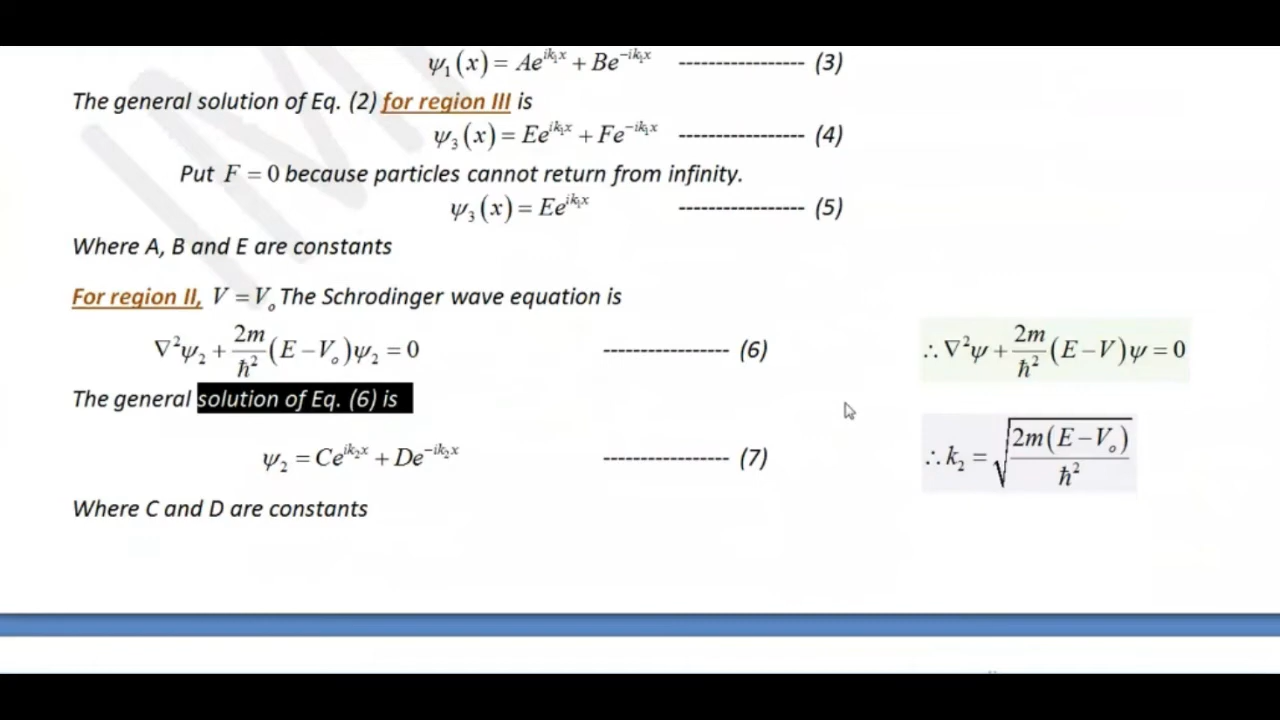 ψ₁(x) = Ae^{ik₁x} + Be^{-ik₁x} ----------------- (3)
The general solution of Eq. (2) for region III is
ψ₃(x) = Ee^{ik₁x} + Fe^{-ik₁x} ----------------- (4)
Put F = 0 because particles cannot return from infinity.
ψ₃(x) = Ee^{ik₁x} ----------------- (5)
Where A, B and E are constants
For region II, V = Vₒ The Schrodinger wave equation is
∇²ψ₂ + 2m/ħ² (E − Vₒ)ψ₂ = 0 ----------------- (6) ∴ ∇²ψ + 2m/ħ² (E − V)ψ = 0
The general solution of Eq. (6) is
ψ₂ = Ce^{ik₂x} + De^{-ik₂x} ----------------- (7) ∴ k₂ = √(2m(E − Vₒ)/ħ²)
Where C and D are constants